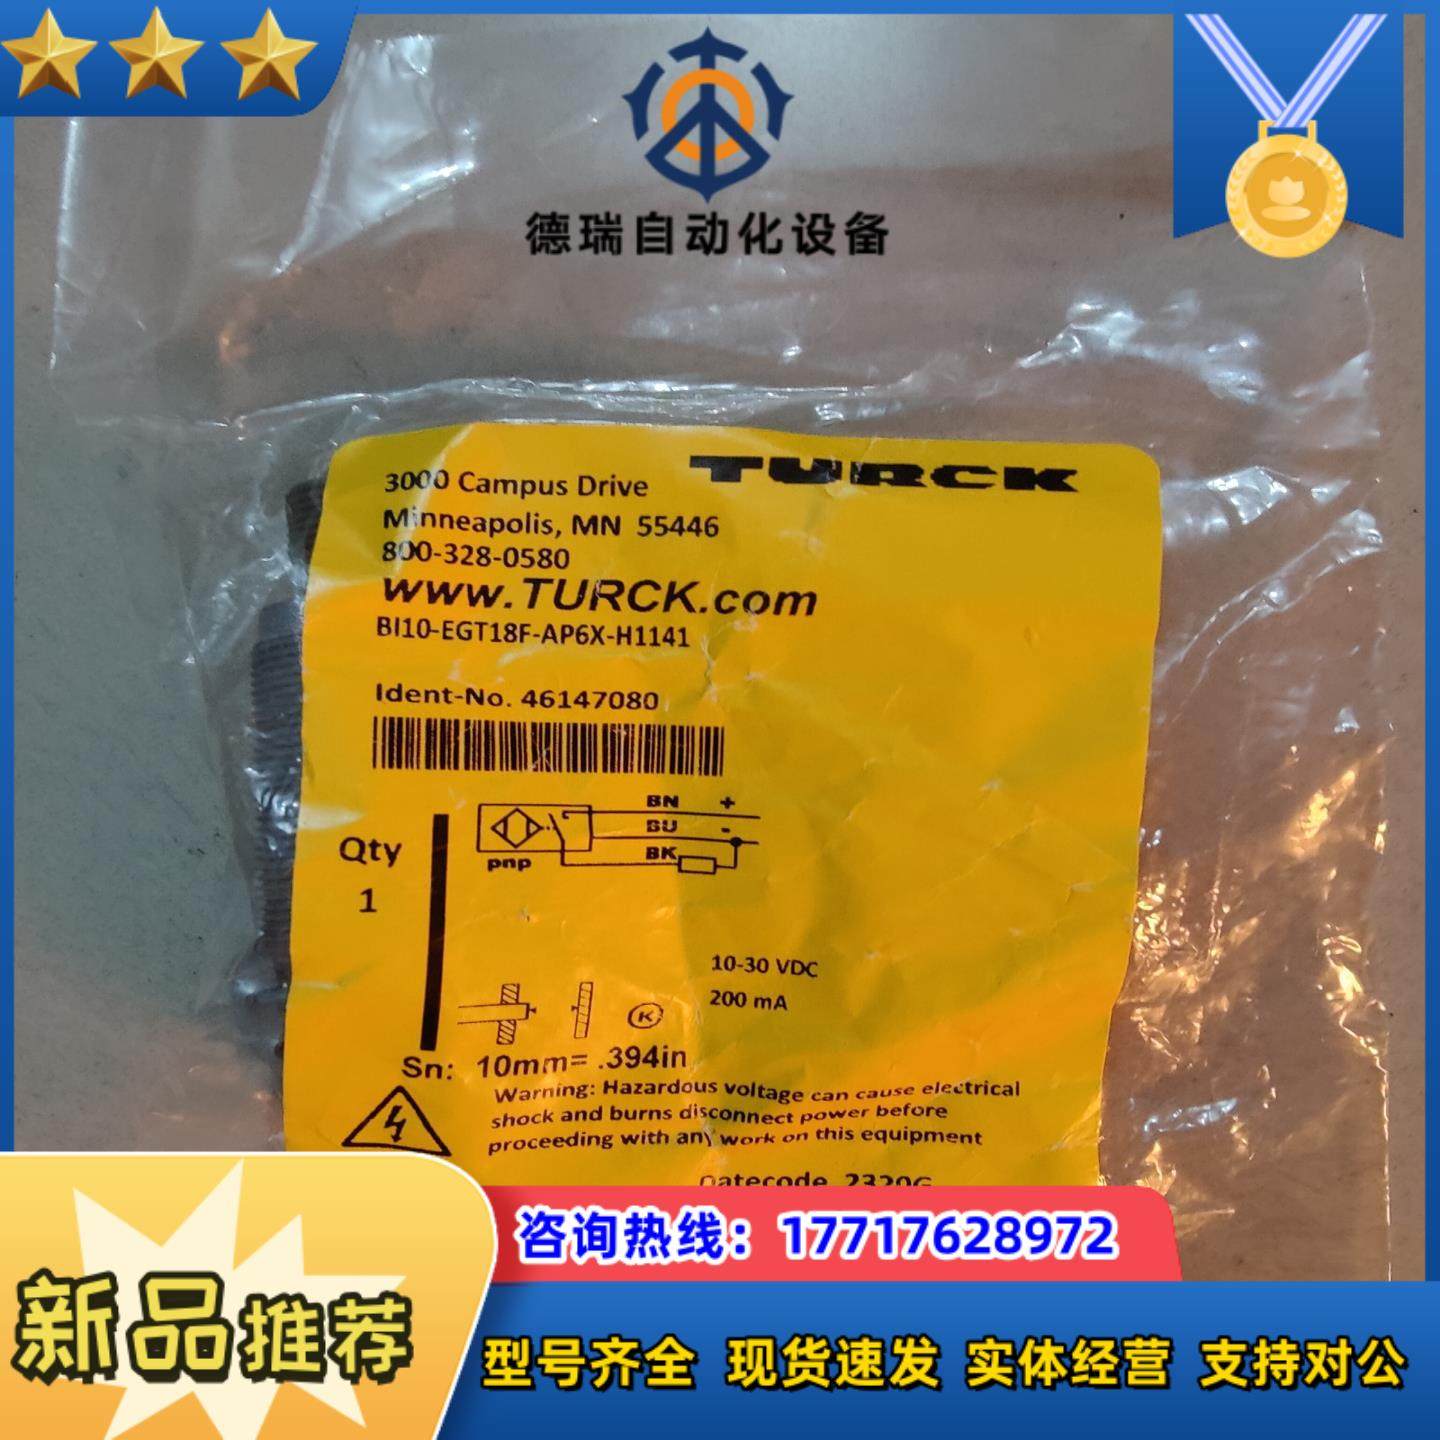 德瑞自动化设备
TURCK
3000 Campus Drive
Minneapolis, MN 55446
800-328-0580
www.TURCK.com
BI10-EGT18F-AP6X-H1141
Ident-No. 46147080
BN +
BU -
BK
pnp
Qty
1
10-30 VDC
200 mA
K
Sn: 10mm= .394in
Warning: Hazardous voltage can cause electrical
shock and burns disconnect power before
proceeding with any work on this equipment
Datecode 2320G
咨询热线：17717628972
新品推荐
型号齐全 现货速发 实体经营 支持对公